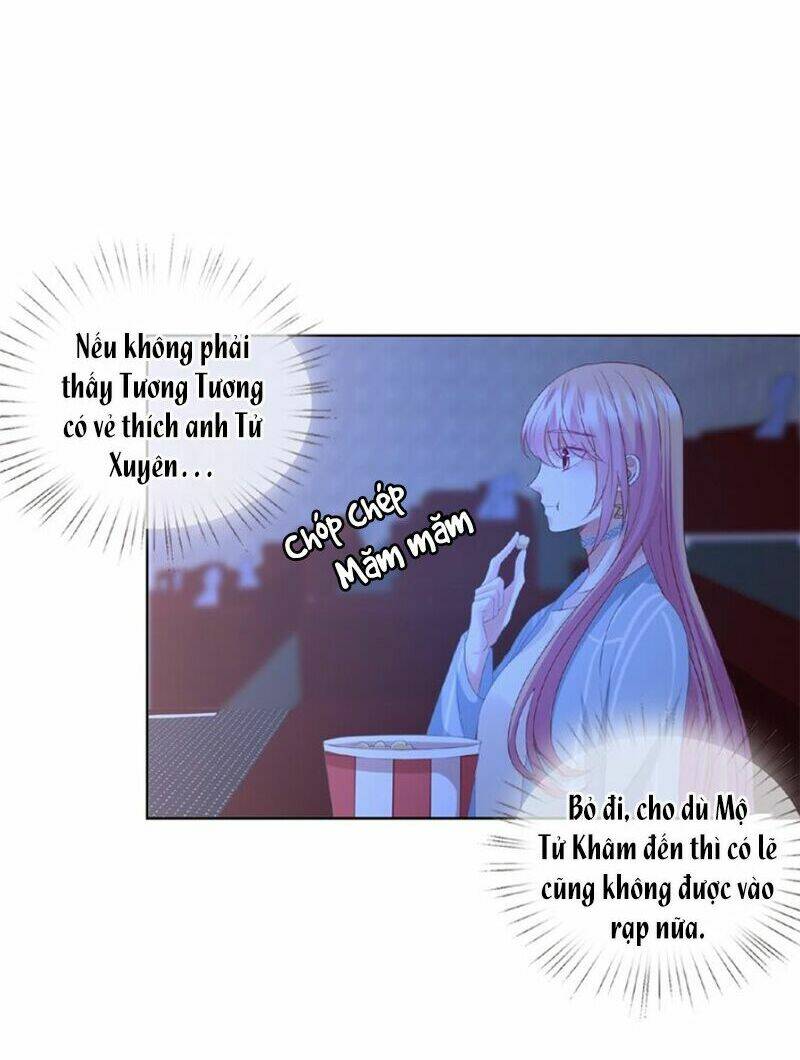 Nếu không phải
thấy Tương Tương
có vẻ thích anh Tử
Xuyên...
Chóp chép
Măm măm
Bỏ đi, cho dù Mộ
Tử Khâm đến thì có lẽ
cũng không được vào
rạp nữa.